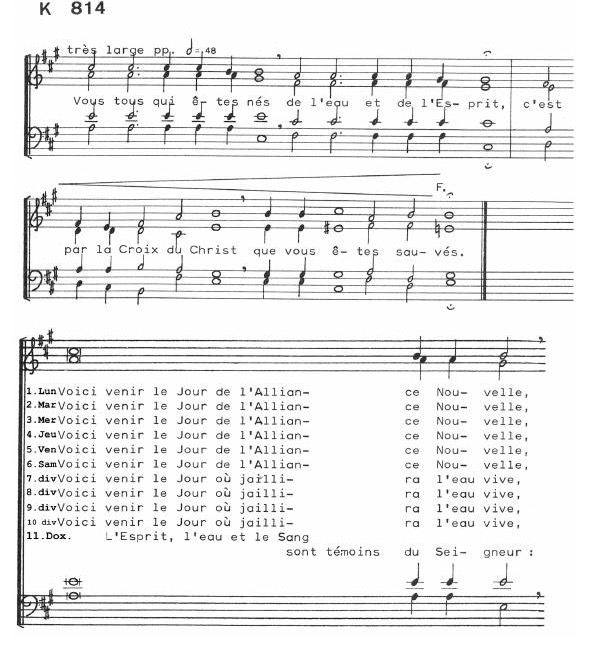 K 814
très large pp. 𝅗𝅥=48
Vous tous qui ê- tes nés de l'eau et de l'Es- prit, c'est
F.
par la Croix du Christ que vous ê- tes sau- vés.
1.Lun Voici venir le Jour de l'Allian- ce Nou- velle,
2.Mar Voici venir le Jour de l'Allian- ce Nou- velle,
3.Mer Voici venir le Jour de l'Allian- ce Nou- velle,
4.Jeu Voici venir le Jour de l'Allian- ce Nou- velle,
5.Ven Voici venir le Jour de l'Allian- ce Nou- velle,
6.Sam Voici venir le Jour de l'Allian- ce Nou- velle,
7.div Voici venir le Jour où jailli- ra l'eau vive,
8.div Voici venir le Jour où jailli- ra l'eau vive,
9.div Voici venir le Jour où jailli- ra l'eau vive,
10 div Voici venir le Jour où jailli- ra l'eau vive,
11.Dox. L'Esprit, l'eau et le Sang
sont témoins du Sei- gneur :